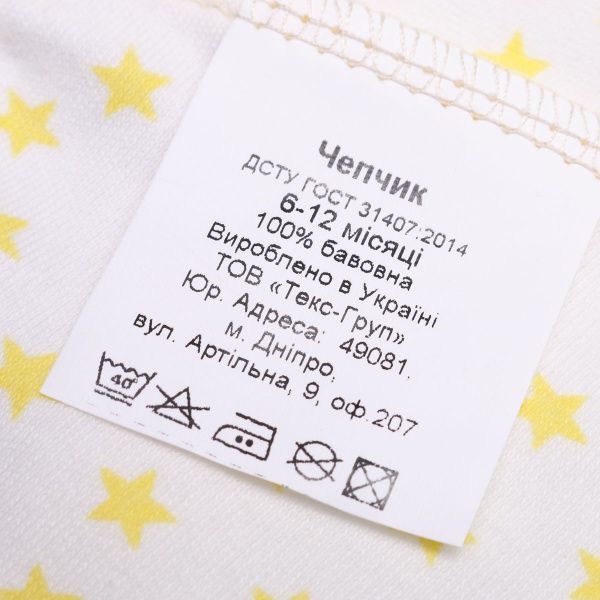 Чепчик
ДСТУ ГОСТ 31407:2014
6-12 місяці
100% бавовна
Вироблено в Україні
ТОВ «Текс-Груп»
Юр. Адреса: 49081,
м. Дніпро,
вул. Артільна, 9, оф.207
40°